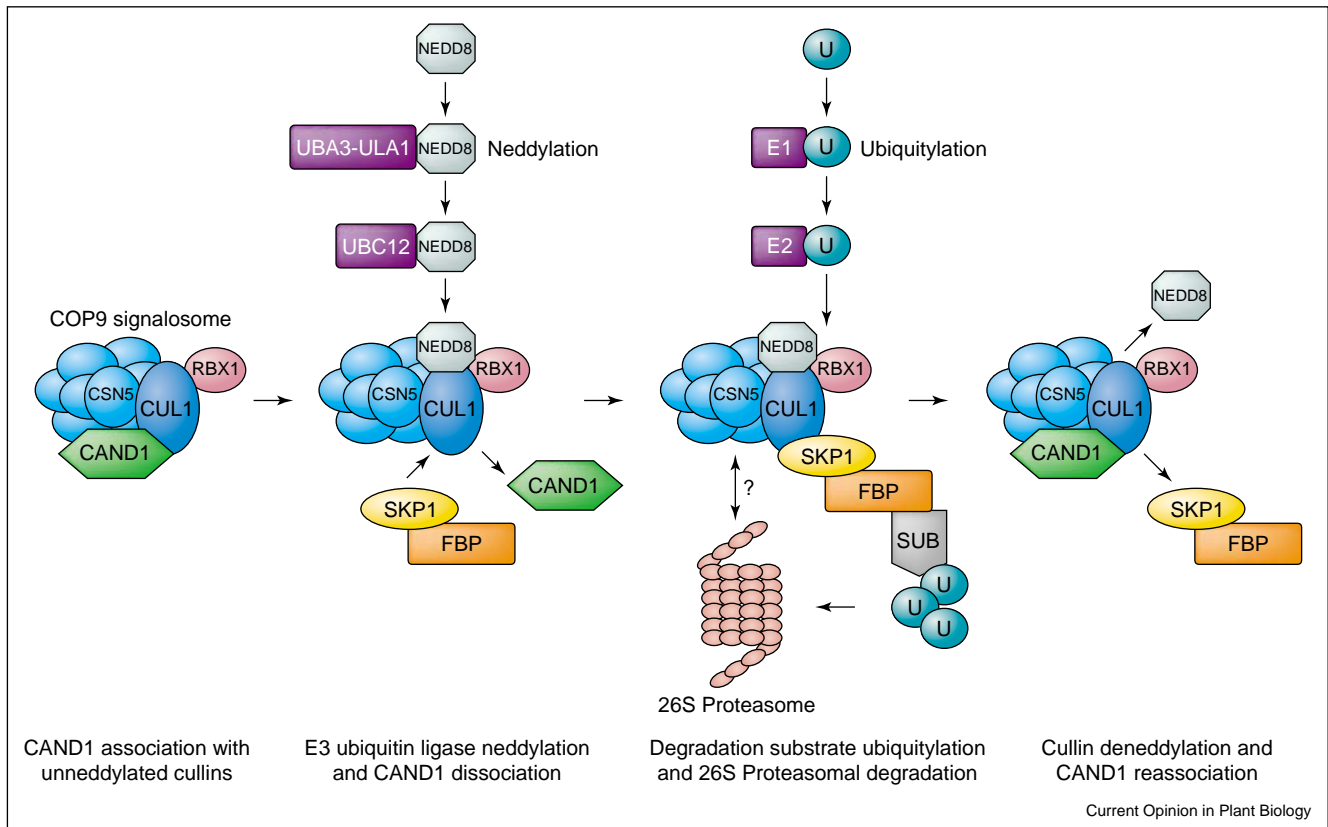 NEDD8
UBA3-ULA1
NEDD8
Neddylation
UBC12
NEDD8
U
E1
U
Ubiquitylation
E2
U
COP9 signalosome
RBX1
CSN5
CUL1
CAND1
NEDD8
RBX1
CSN5
CUL1
CAND1
SKP1
FBP
NEDD8
RBX1
CSN5
CUL1
SKP1
FBP
SUB
U
U
U
?
26S Proteasome
NEDD8
RBX1
CSN5
CUL1
CAND1
SKP1
FBP
CAND1 association with
unneddylated cullins
E3 ubiquitin ligase neddylation
and CAND1 dissociation
Degradation substrate ubiquitylation
and 26S Proteasomal degradation
Cullin deneddylation and
CAND1 reassociation
Current Opinion in Plant Biology